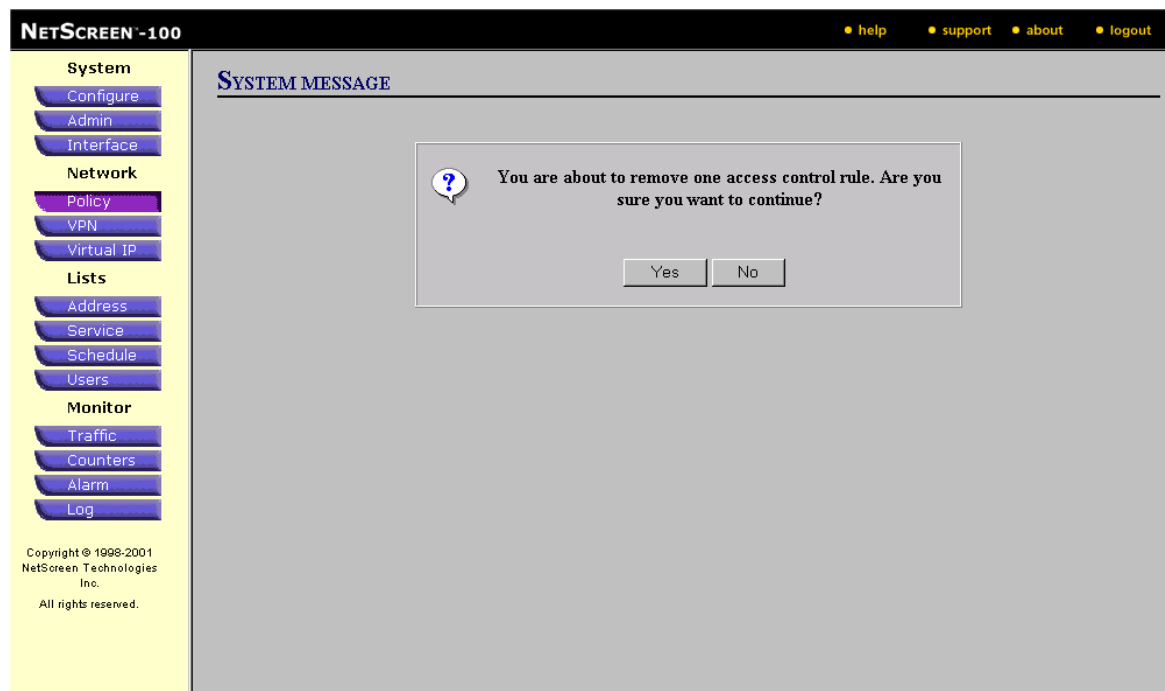 NETSCREEN™-100
help support about logout
System
Configure
Admin
Interface
Network
Policy
VPN
Virtual IP
Lists
Address
Service
Schedule
Users
Monitor
Traffic
Counters
Alarm
Log
Copyright © 1998-2001
NetScreen Technologies
Inc.
All rights reserved.
SYSTEM MESSAGE
?
You are about to remove one access control rule. Are you
sure you want to continue?
Yes No